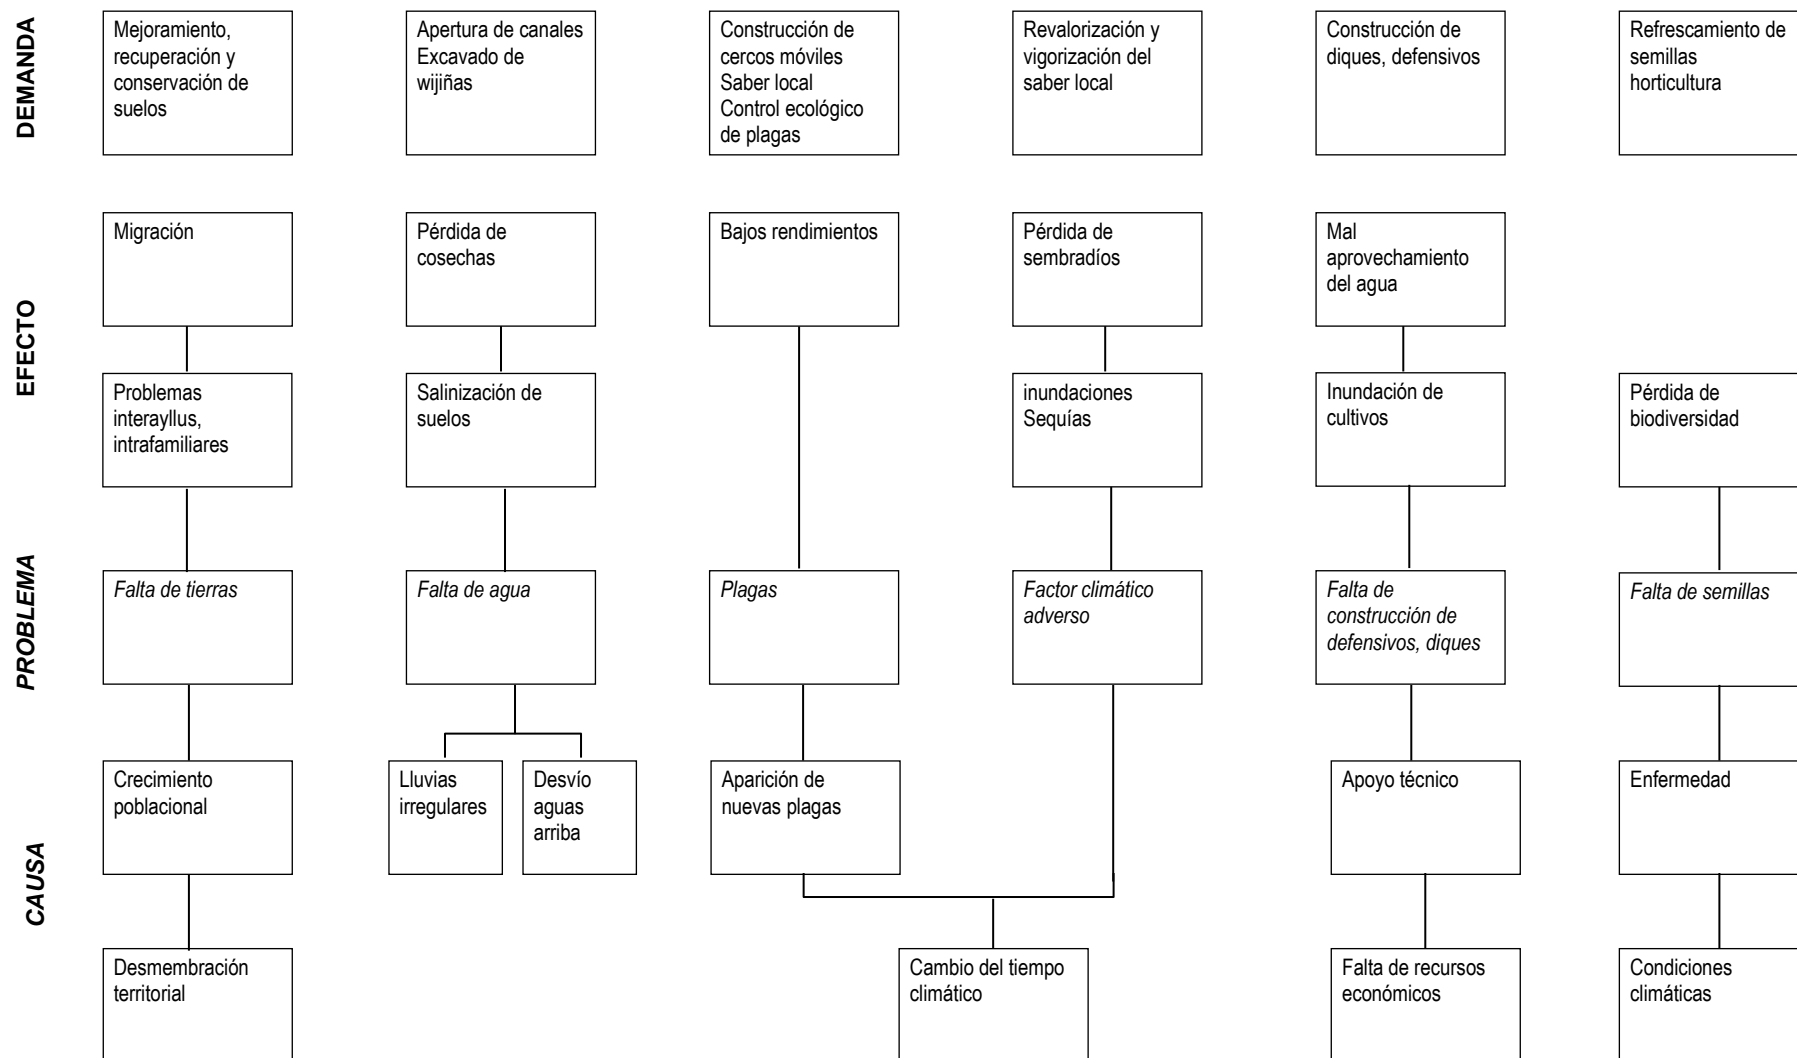 DEMANDA
Mejoramiento,
recuperación y
conservación de
suelos
Apertura de canales
Excavado de
wijiñas
Construcción de
cercos móviles
Saber local
Control ecológico
de plagas
Revalorización y
vigorización del
saber local
Construcción de
diques, defensivos
Refrescamiento de
semillas
horticultura
EFECTO
Migración
Pérdida de
cosechas
Bajos rendimientos
Pérdida de
sembradíos
Mal
aprovechamiento
del agua
Problemas
interayllus,
intrafamiliares
Salinización de
suelos
inundaciones
Sequías
Inundación de
cultivos
Pérdida de
biodiversidad
PROBLEMA
Falta de tierras
Falta de agua
Plagas
Factor climático
adverso
Falta de
construcción de
defensivos, diques
Falta de semillas
CAUSA
Crecimiento
poblacional
Lluvias
irregulares
Desvío
aguas
arriba
Aparición de
nuevas plagas
Apoyo técnico
Enfermedad
Desmembración
territorial
Cambio del tiempo
climático
Falta de recursos
económicos
Condiciones
climáticas